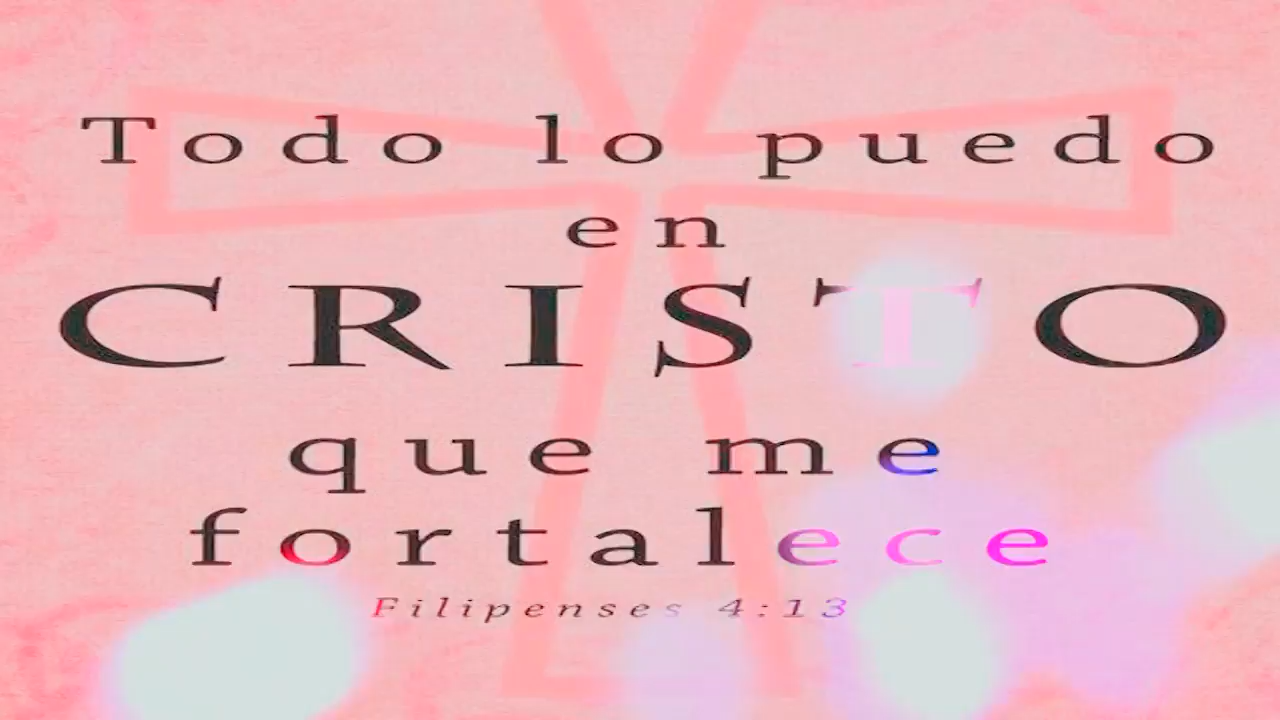 Todo lo puedo
en
CRISTO
que me
fortalece
Filipenses 4:13